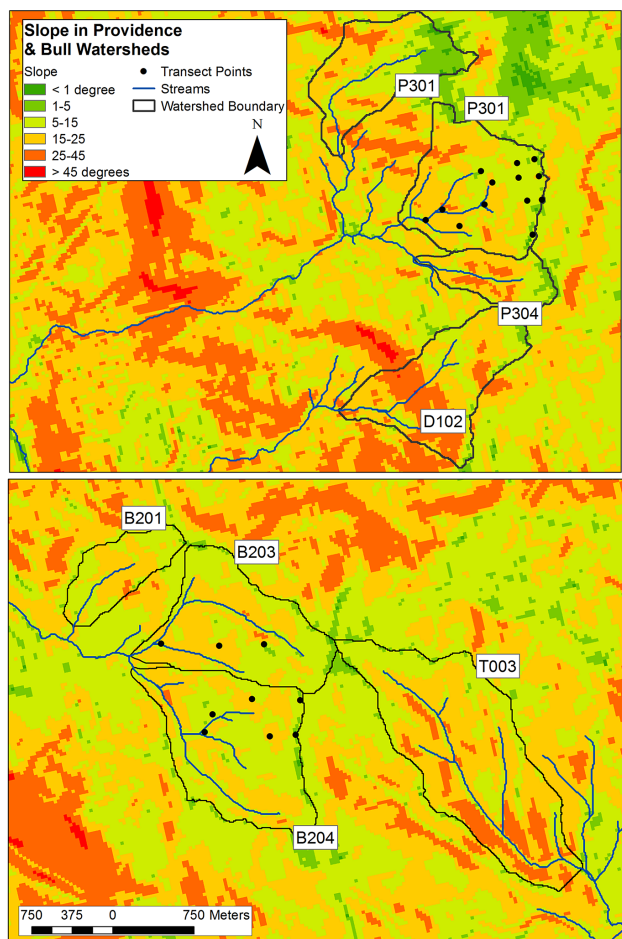 Slope in Providence
& Bull Watersheds
Slope
< 1 degree
1-5
5-15
15-25
25-45
> 45 degrees
Transect Points
Streams
Watershed Boundary
N
P301
P301
P304
D102
B201
B203
T003
B204
750 375 0 750 Meters